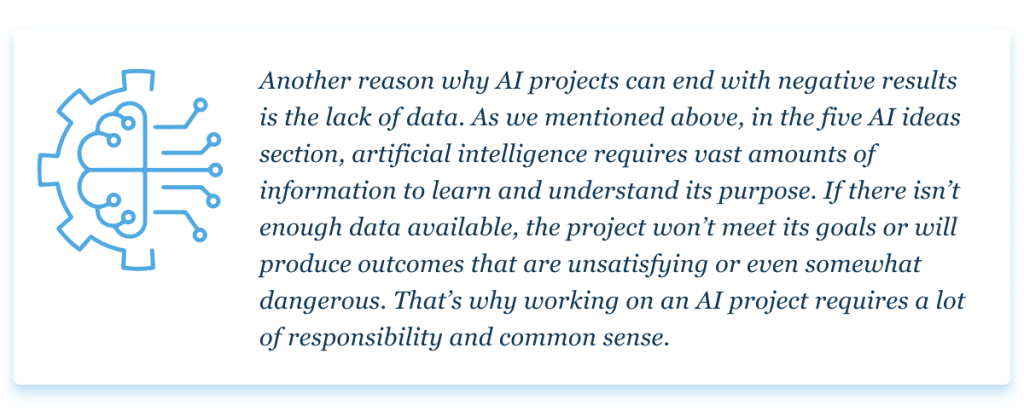 Another reason why AI projects can end with negative results
is the lack of data. As we mentioned above, in the five AI ideas
section, artificial intelligence requires vast amounts of
information to learn and understand its purpose. If there isn’t
enough data available, the project won’t meet its goals or will
produce outcomes that are unsatisfying or even somewhat
dangerous. That’s why working on an AI project requires a lot
of responsibility and common sense.